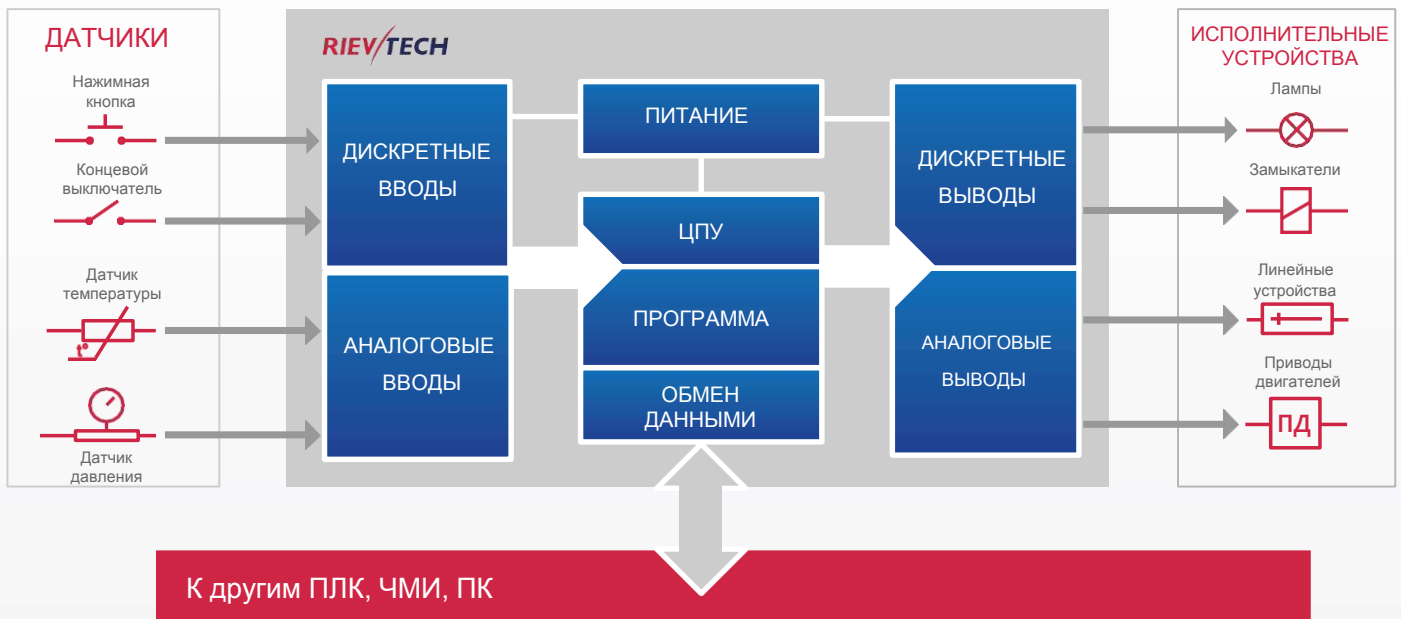 ДАТЧИКИ
Нажимная
кнопка
Концевой
выключатель
Датчик
температуры
t°
Датчик
давления
RIEVTECH
ДИСКРЕТНЫЕ
ВВОДЫ
АНАЛОГОВЫЕ
ВВОДЫ
ПИТАНИЕ
ЦПУ
ПРОГРАММА
ОБМЕН
ДАННЫМИ
ДИСКРЕТНЫЕ
ВЫВОДЫ
АНАЛОГОВЫЕ
ВЫВОДЫ
ИСПОЛНИТЕЛЬНЫЕ
УСТРОЙСТВА
Лампы
Замыкатели
Линейные
устройства
Приводы
двигателей
ПД
К другим ПЛК, ЧМИ, ПК